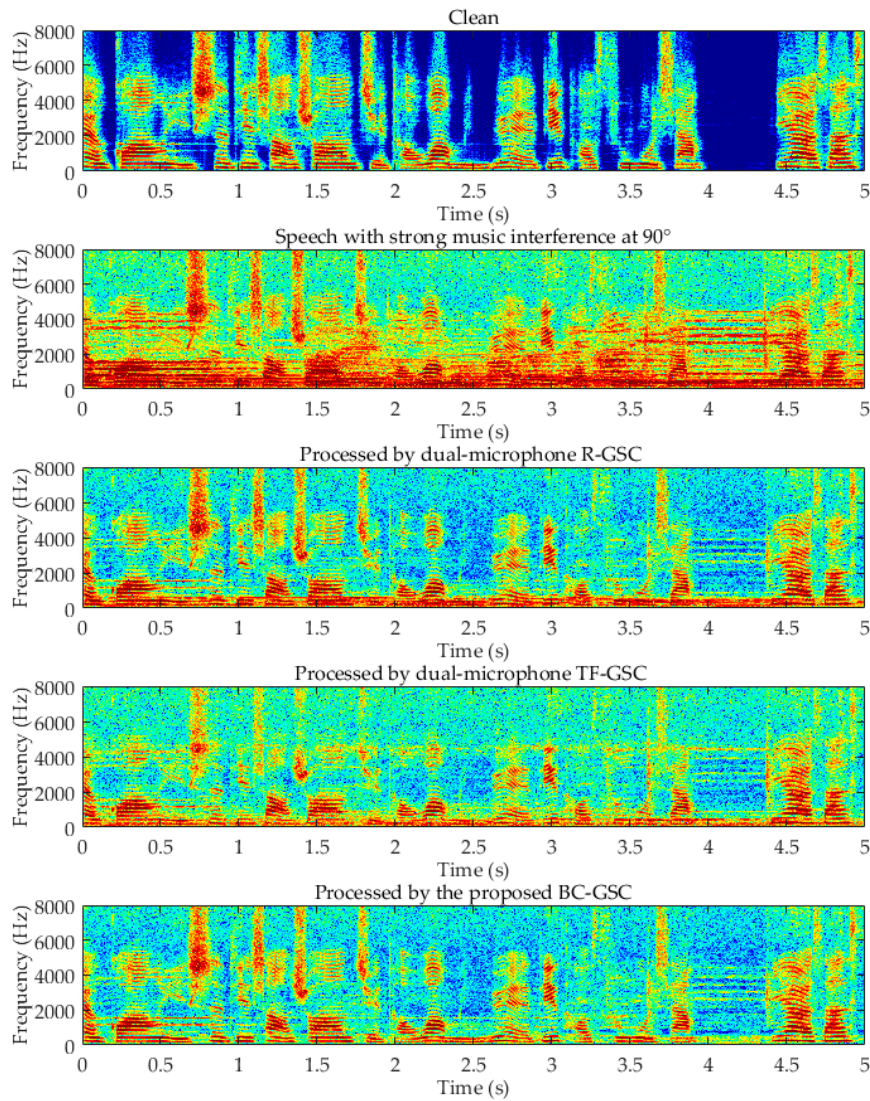 Clean
Frequency (Hz)
8000
6000
4000
2000
0
0 0.5 1 1.5 2 2.5 3 3.5 4 4.5 5
Time (s)
Speech with strong music interference at 90°
Frequency (Hz)
8000
6000
4000
2000
0
0 0.5 1 1.5 2 2.5 3 3.5 4 4.5 5
Time (s)
Processed by dual-microphone R-GSC
Frequency (Hz)
8000
6000
4000
2000
0
0 0.5 1 1.5 2 2.5 3 3.5 4 4.5 5
Time (s)
Processed by dual-microphone TF-GSC
Frequency (Hz)
8000
6000
4000
2000
0
0 0.5 1 1.5 2 2.5 3 3.5 4 4.5 5
Time (s)
Processed by the proposed BC-GSC
Frequency (Hz)
8000
6000
4000
2000
0
0 0.5 1 1.5 2 2.5 3 3.5 4 4.5 5
Time (s)